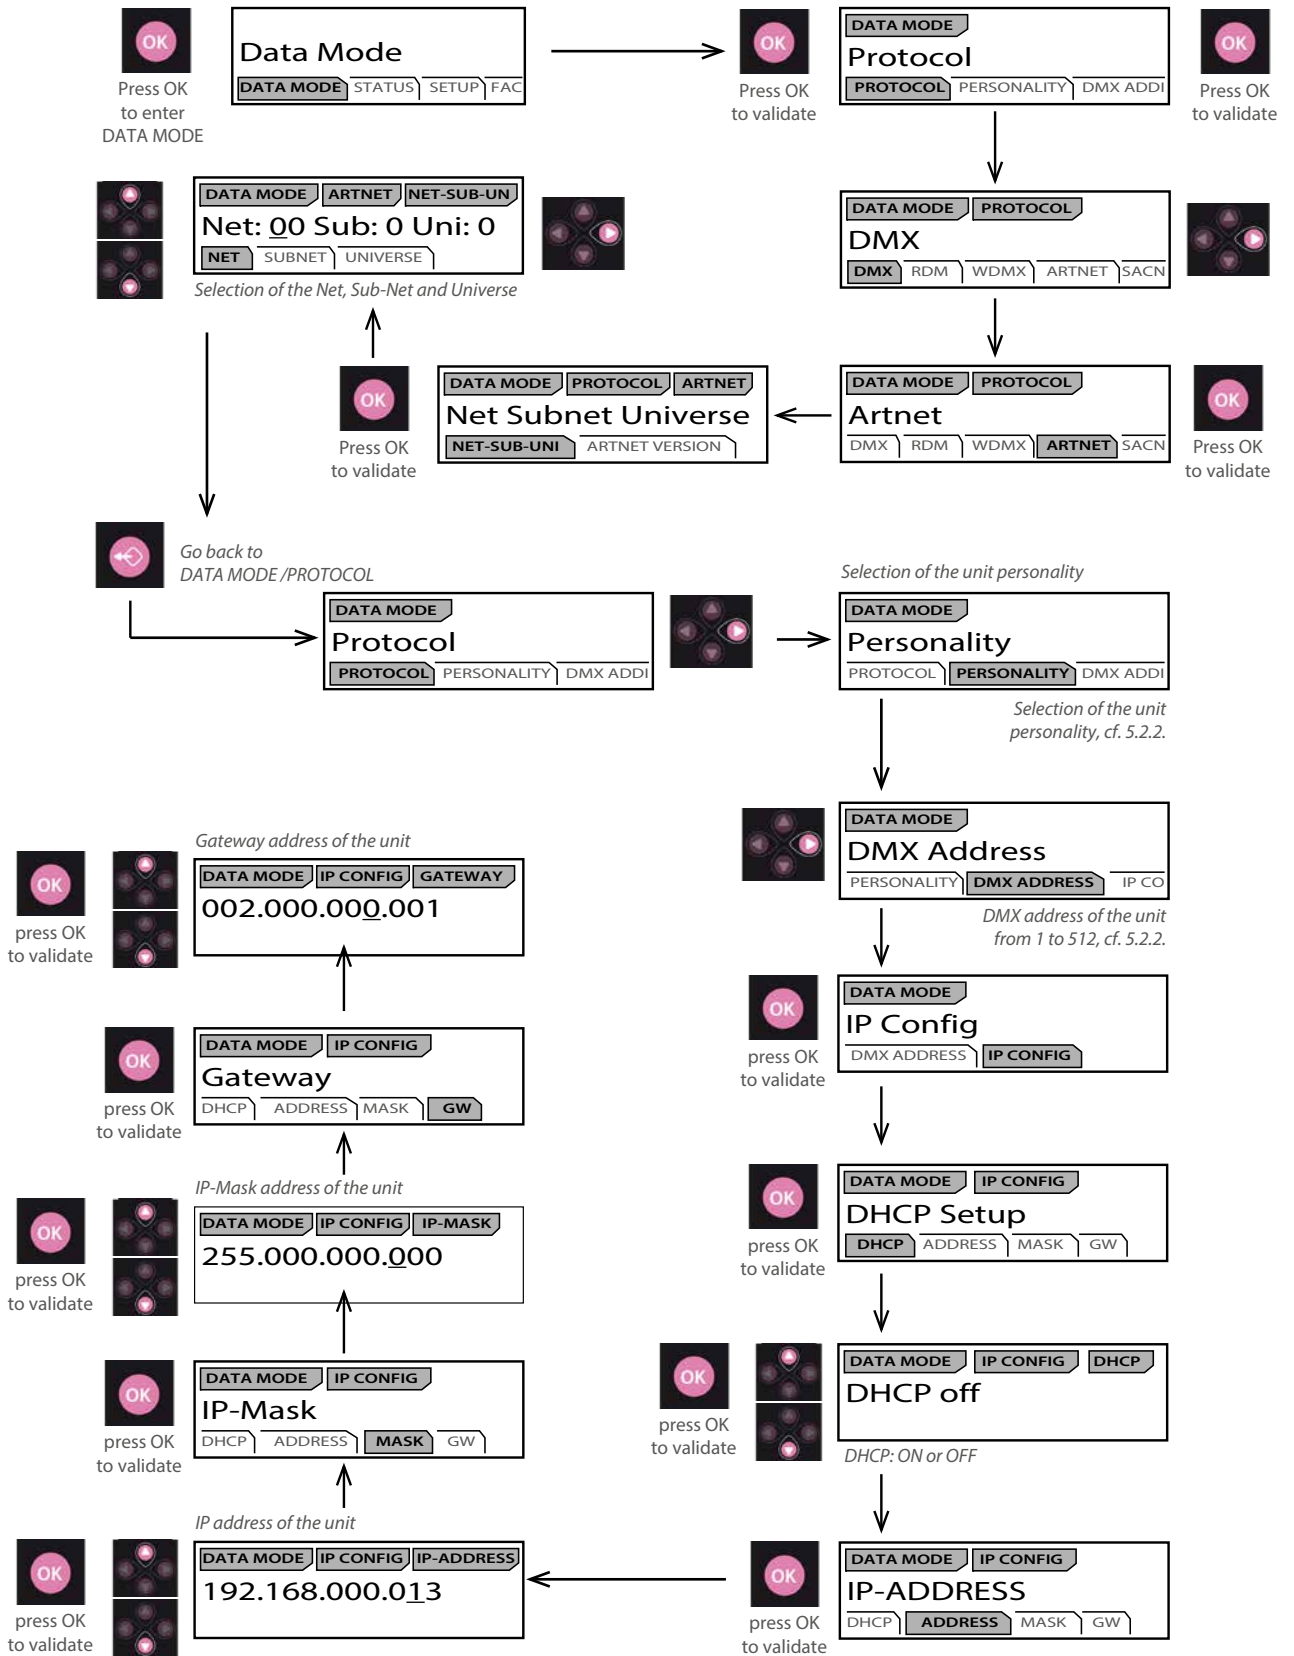 OK
Press OK
to enter
DATA MODE
Data Mode
DATA MODE STATUS SETUP FAC
OK
Press OK
to validate
DATA MODE
Protocol
PROTOCOL PERSONALITY DMX ADDI
OK
Press OK
to validate
DATA MODE ARTNET NET-SUB-UN
Net: 00 Sub: 0 Uni: 0
NET SUBNET UNIVERSE
Selection of the Net, Sub-Net and Universe
DATA MODE PROTOCOL
DMX
DMX RDM WDMX ARTNET SACN
OK
Press OK
to validate
DATA MODE PROTOCOL ARTNET
Net Subnet Universe
NET-SUB-UNI ARTNET VERSION
DATA MODE PROTOCOL
Artnet
DMX RDM WDMX ARTNET SACN
OK
Press OK
to validate
Go back to
DATA MODE /PROTOCOL
DATA MODE
Protocol
PROTOCOL PERSONALITY DMX ADDI
Selection of the unit personality
DATA MODE
Personality
PROTOCOL PERSONALITY DMX ADDI
Selection of the unit
personality, cf. 5.2.2.
DATA MODE
DMX Address
PERSONALITY DMX ADDRESS IP CO
DMX address of the unit
from 1 to 512, cf. 5.2.2.
OK
press OK
to validate
Gateway address of the unit
DATA MODE IP CONFIG GATEWAY
002.000.000.001
OK
press OK
to validate
DATA MODE
IP Config
DMX ADDRESS IP CONFIG
OK
press OK
to validate
DATA MODE IP CONFIG
Gateway
DHCP ADDRESS MASK GW
OK
press OK
to validate
DATA MODE IP CONFIG
DHCP Setup
DHCP ADDRESS MASK GW
OK
press OK
to validate
IP-Mask address of the unit
DATA MODE IP CONFIG IP-MASK
255.000.000.000
OK
press OK
to validate
DATA MODE IP CONFIG DHCP
DHCP off
DHCP: ON or OFF
OK
press OK
to validate
DATA MODE IP CONFIG
IP-Mask
DHCP ADDRESS MASK GW
OK
press OK
to validate
IP address of the unit
DATA MODE IP CONFIG IP-ADDRESS
192.168.000.013
OK
press OK
to validate
DATA MODE IP CONFIG
IP-ADDRESS
DHCP ADDRESS MASK GW